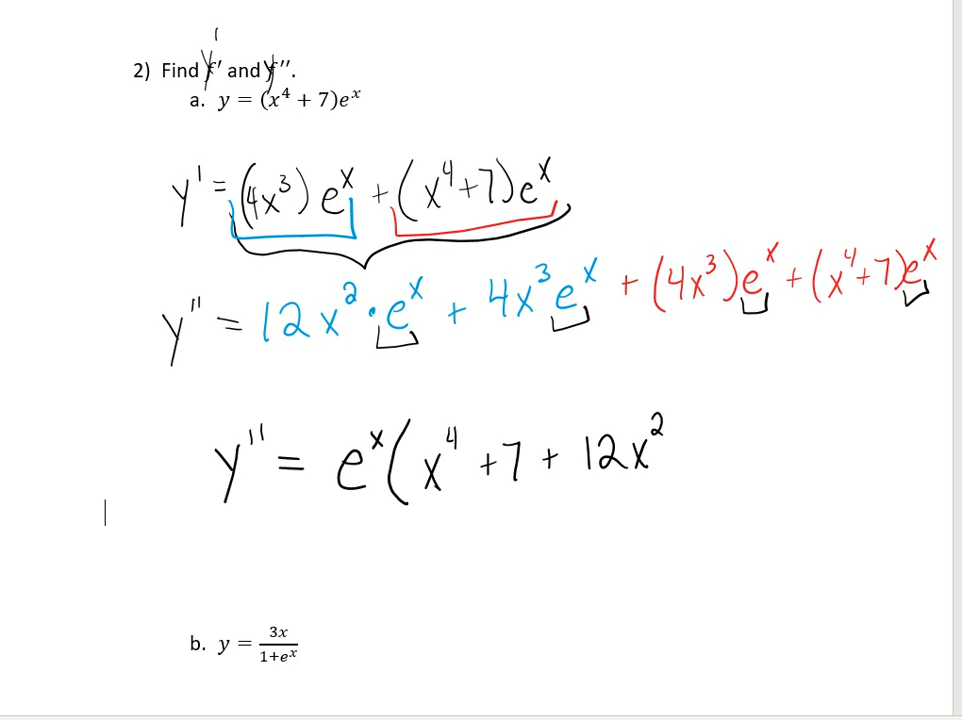 2) Find y' and y''.
a. y = (x⁴ + 7)eˣ
y' = (4x³) eˣ + (x⁴+7)eˣ
y'' = 12x²·eˣ + 4x³eˣ + (4x³)eˣ + (x⁴+7)eˣ
y'' = eˣ(x⁴ +7 + 12x²
b. y = 3x/1+eˣ